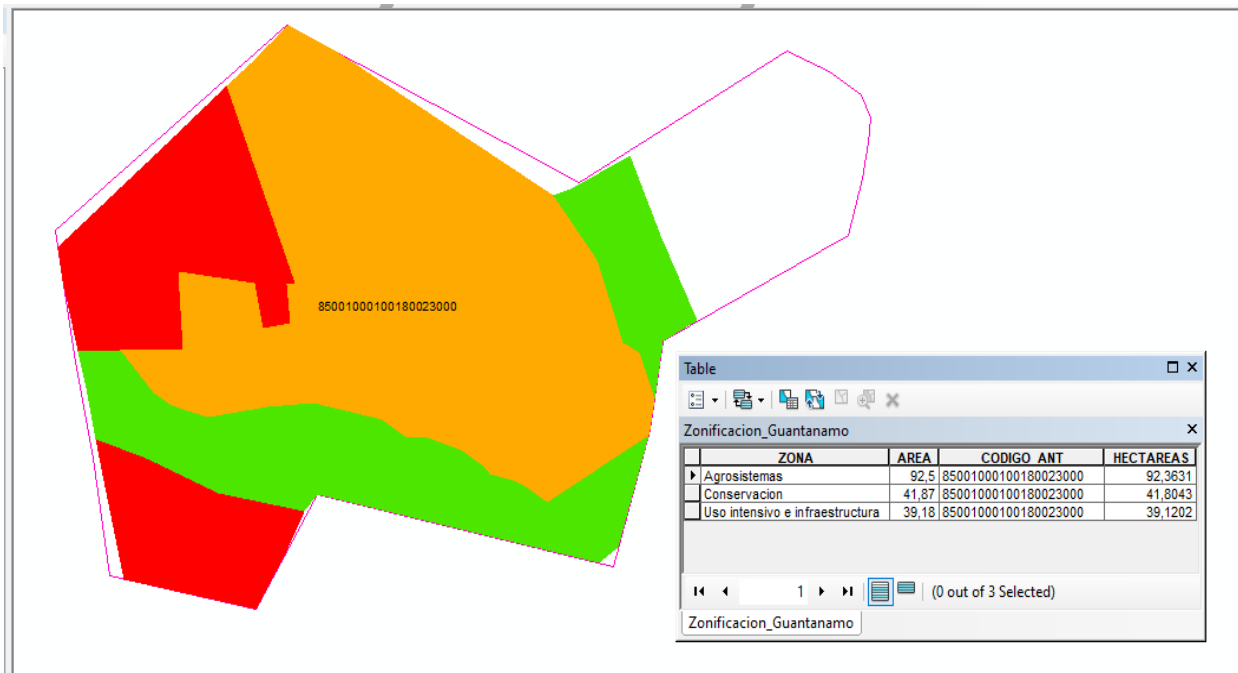 85001000100180023000
Table
Zonificacion_Guantanamo
ZONA AREA CODIGO_ANT HECTAREAS
Agrosistemas 92,5 85001000100180023000 92,3631
Conservacion 41,87 85001000100180023000 41,8043
Uso intensivo e infraestructura 39,18 85001000100180023000 39,1202
1 (0 out of 3 Selected)
Zonificacion_Guantanamo